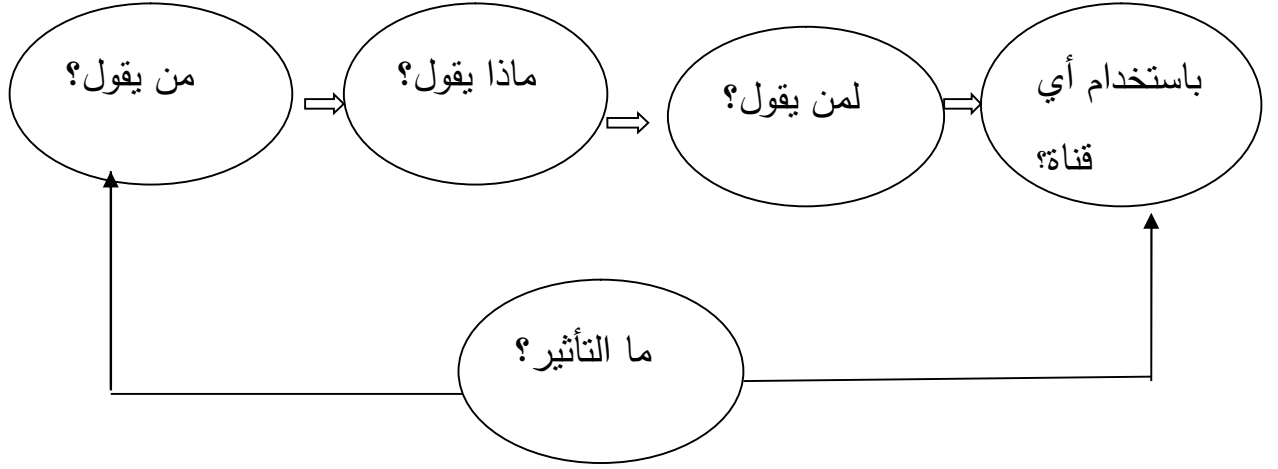 من يقول؟
ماذا يقول؟
لمن يقول؟
باستخدام أي
قناة؟
ما التأثير؟